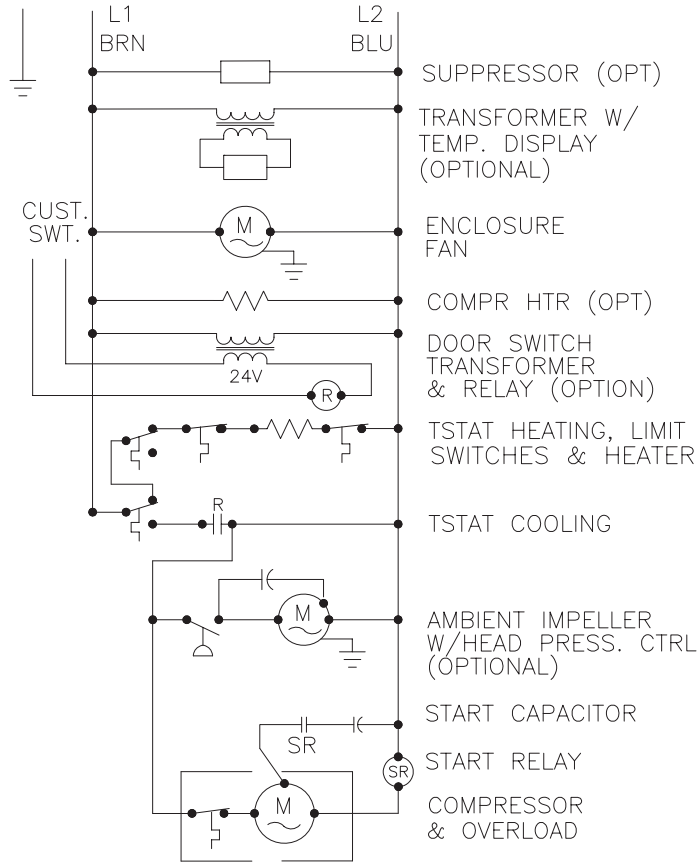 L1
L2
BRN
BLU
SUPPRESSOR (OPT)
TRANSFORMER W/
TEMP. DISPLAY
(OPTIONAL)
CUST.
SWT.
M
ENCLOSURE
FAN
COMPR HTR (OPT)
DOOR SWITCH
TRANSFORMER
& RELAY (OPTION)
24V
R
TSTAT HEATING, LIMIT
SWITCHES & HEATER
R
TSTAT COOLING
M
AMBIENT IMPELLER
W/HEAD PRESS. CTRL
(OPTIONAL)
START CAPACITOR
SR
SR
START RELAY
M
COMPRESSOR
& OVERLOAD